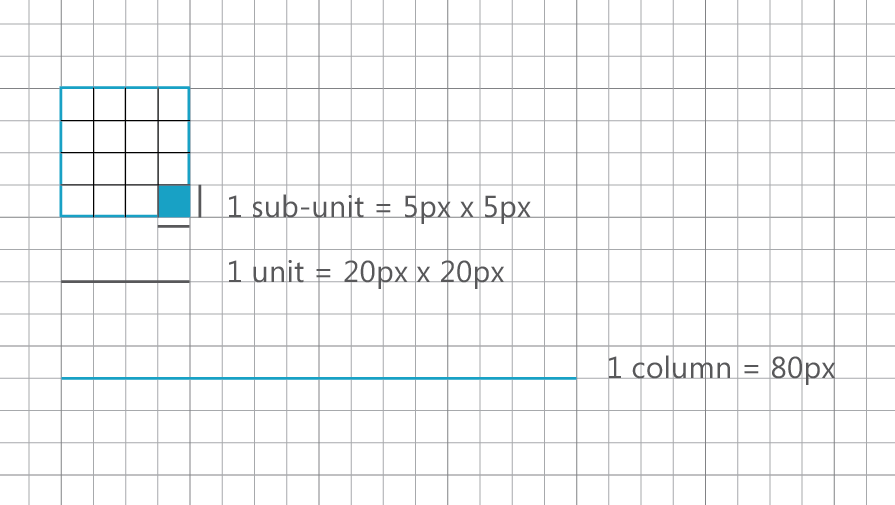 1 sub-unit = 5px x 5px
1 unit = 20px x 20px
1 column = 80px